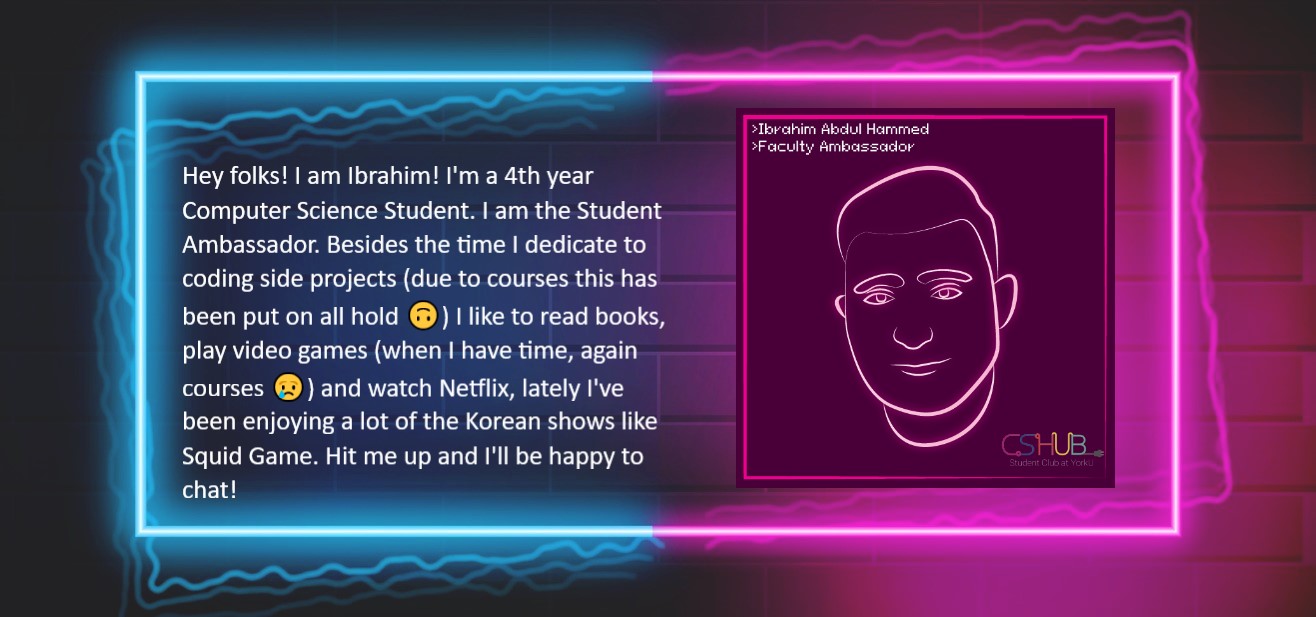 Hey folks! I am Ibrahim! I'm a 4th year
Computer Science Student. I am the Student
Ambassador. Besides the time I dedicate to
coding side projects (due to courses this has
been put on all hold 🙃) I like to read books,
play video games (when I have time, again
courses 😢) and watch Netflix, lately I've
been enjoying a lot of the Korean shows like
Squid Game. Hit me up and I'll be happy to
chat!
>Ibrahim Abdul Hammed
>Faculty Ambassador
CSHUB
Student Club at YorkU